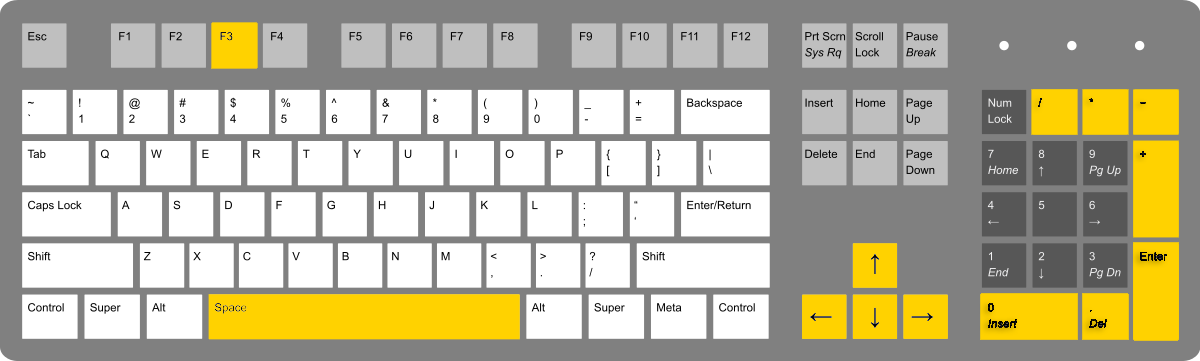 Esc F1 F2 F3 F4 F5 F6 F7 F8 F9 F10 F11 F12 Prt Scrn Scroll Pause
Sys Rq Lock Break
~ ! @ # $ % ^ & * ( ) _ + Backspace Insert Home Page Num / * -
` 1 2 3 4 5 6 7 8 9 0 - = Up Lock
Tab Q W E R T Y U I O P { } | Delete End Page 7 8 9 +
[ ] \ Down Home ↑ Pg Up
Caps Lock A S D F G H J K L : “ Enter/Return 4 5 6
; ‘ ← →
Shift Z X C V B N M < > ? Shift ↑ 1 2 3 Enter
, . / End ↓ Pg Dn
Control Super Alt Space Alt Super Meta Control ← ↓ → 0 .
Insert Del